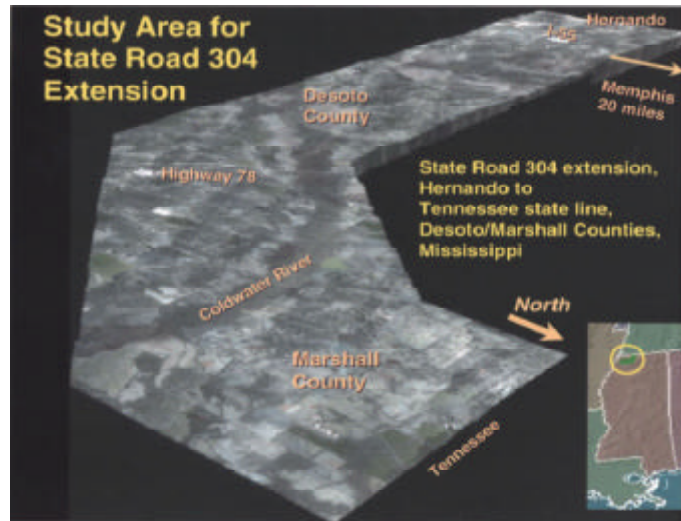 Study Area for
State Road 304
Extension
Hernando
I-55
Memphis
20 miles
Desoto
County
Highway 78
State Road 304 extension,
Hernando to
Tennessee state line,
Desoto/Marshall Counties,
Mississippi
Coldwater River
North
Marshall
County
Tennessee